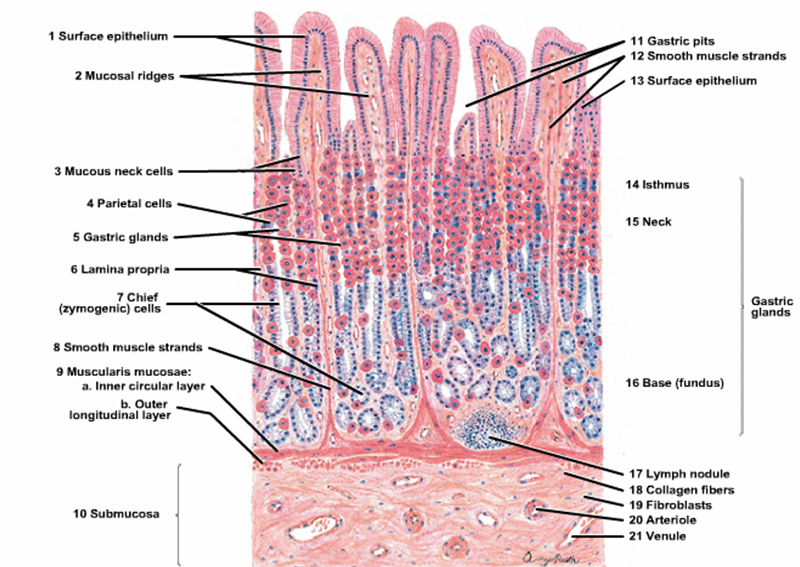 1 Surface epithelium
2 Mucosal ridges
3 Mucous neck cells
4 Parietal cells
5 Gastric glands
6 Lamina propria
7 Chief
(zymogenic) cells
8 Smooth muscle strands
9 Muscularis mucosae:
a. Inner circular layer
b. Outer
longitudinal layer
10 Submucosa
11 Gastric pits
12 Smooth muscle strands
13 Surface epithelium
14 Isthmus
15 Neck
Gastric
glands
16 Base (fundus)
17 Lymph nodule
18 Collagen fibers
19 Fibroblasts
20 Arteriole
21 Venule